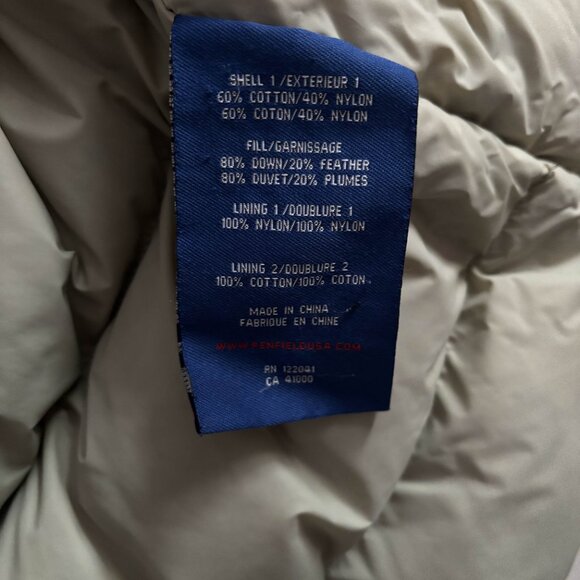 SHELL 1/EXTERIEUR 1
60% COTTON/40% NYLON
60% COTON/40% NYLON
FILL/GARNISSAGE
80% DOWN/20% FEATHER
80% DUVET/20% PLUMES
LINING 1/DOUBLURE 1
100% NYLON/100% NYLON
LINING 2/DOUBLURE 2
100% COTTON/100% COTON
MADE IN CHINA
FABRIQUE EN CHINE
WWW.PENFIELDUSA.COM
RN 122041
CA 41000